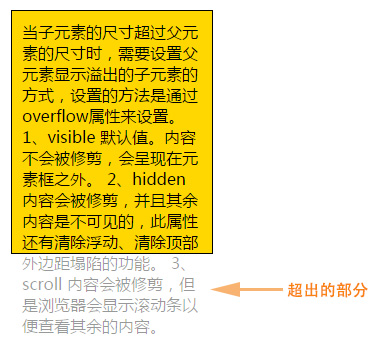 当子元素的尺寸超过父元
素的尺寸时，需要设置父
元素显示溢出的子元素的
方式，设置的方法是通过
overflow属性来设置。
1、visible 默认值。内容
不会被修剪，会呈现在元
素框之外。 2、hidden
内容会被修剪，并且其余
内容是不可见的，此属性
还有清除浮动、清除顶部
外边距塌陷的功能。 3、
scroll 内容会被修剪，但
是浏览器会显示滚动条以
便查看其余的内容。
超出的部分